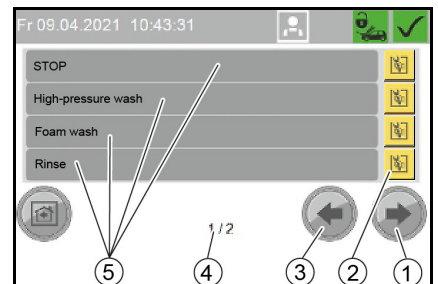 Fr 09.04.2021 10:43:31
STOP
High-pressure wash
Foam wash
Rinse
1/2
5 4 3 2 1